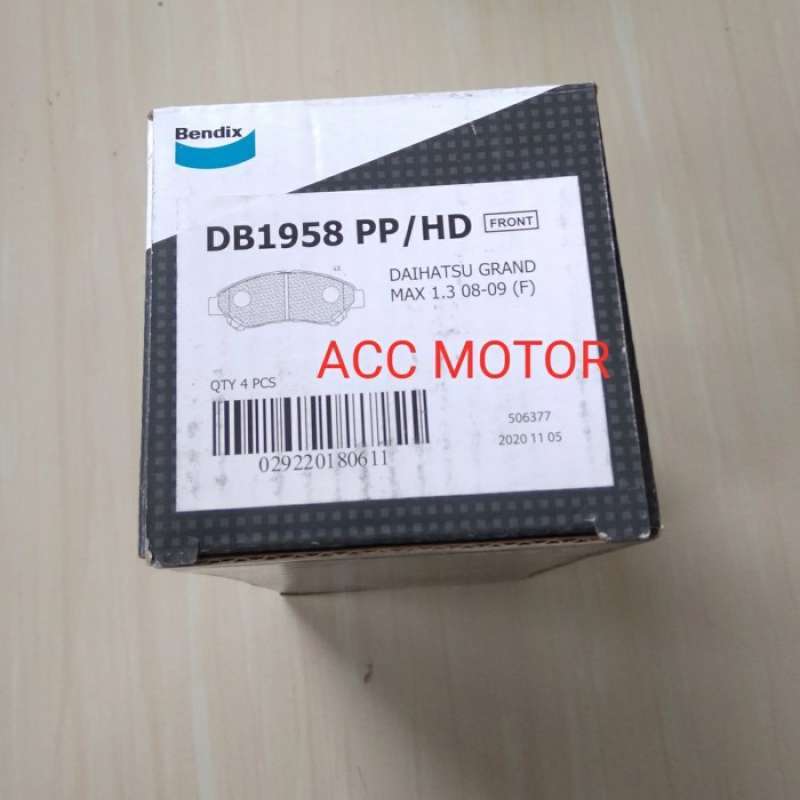 Bendix
DB1958 PP/HD FRONT
DAIHATSU GRAND
MAX 1.3 08-09 (F)
ACC MOTOR
QTY 4 PCS
029220180611
506377
2020 11 05